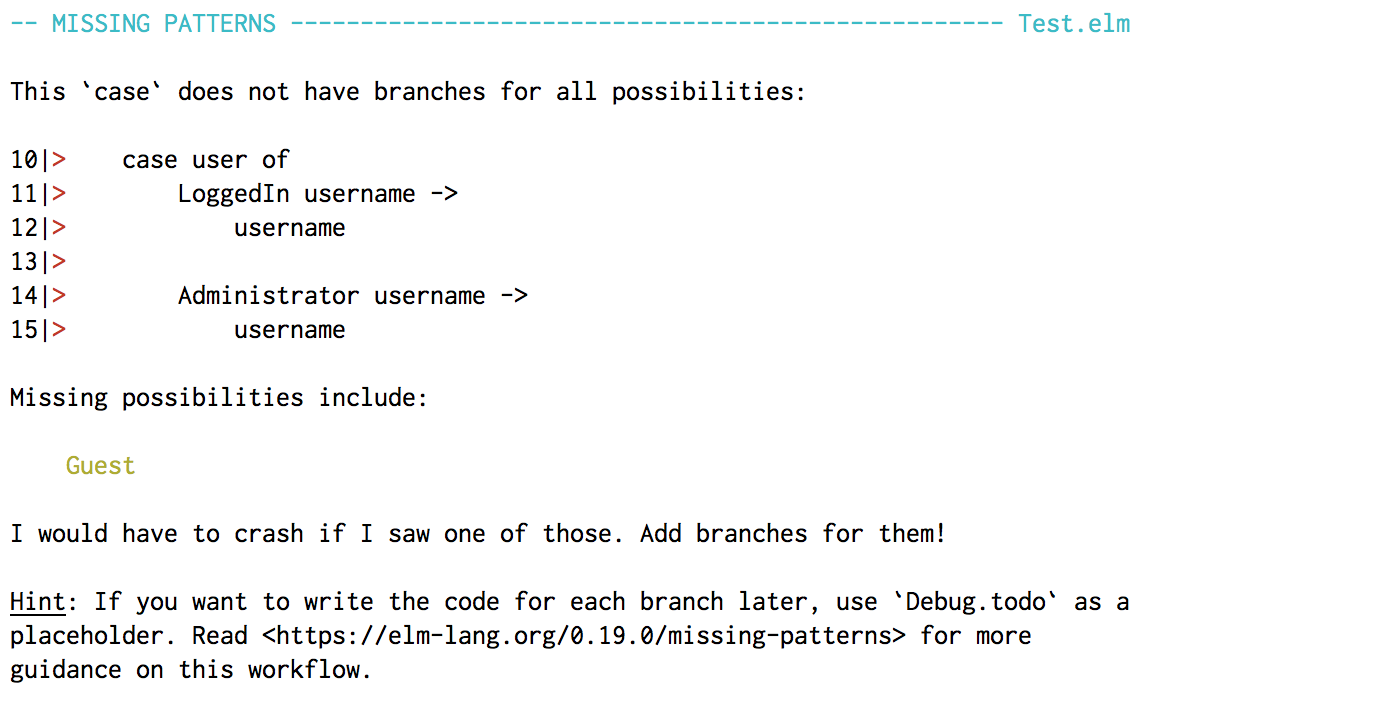 -- MISSING PATTERNS --------------------------------------------------- Test.elm
This `case` does not have branches for all possibilities:
10|>    case user of
11|>        LoggedIn username ->
12|>            username
13|>
14|>        Administrator username ->
15|>            username
Missing possibilities include:
    Guest
I would have to crash if I saw one of those. Add branches for them!
Hint: If you want to write the code for each branch later, use `Debug.todo` as a
placeholder. Read <https://elm-lang.org/0.19.0/missing-patterns> for more
guidance on this workflow.